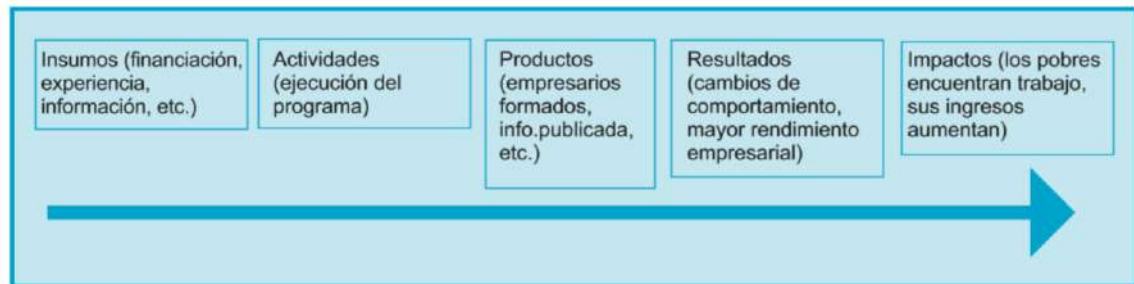 Insumos (financiación,
experiencia,
información, etc.)
Actividades
(ejecución del
programa)
Productos
(empresarios
formados,
info.publicada,
etc.)
Resultados
(cambios de
comportamiento,
mayor rendimiento
empresarial)
Impactos (los pobres
encuentran trabajo,
sus ingresos
aumentan)